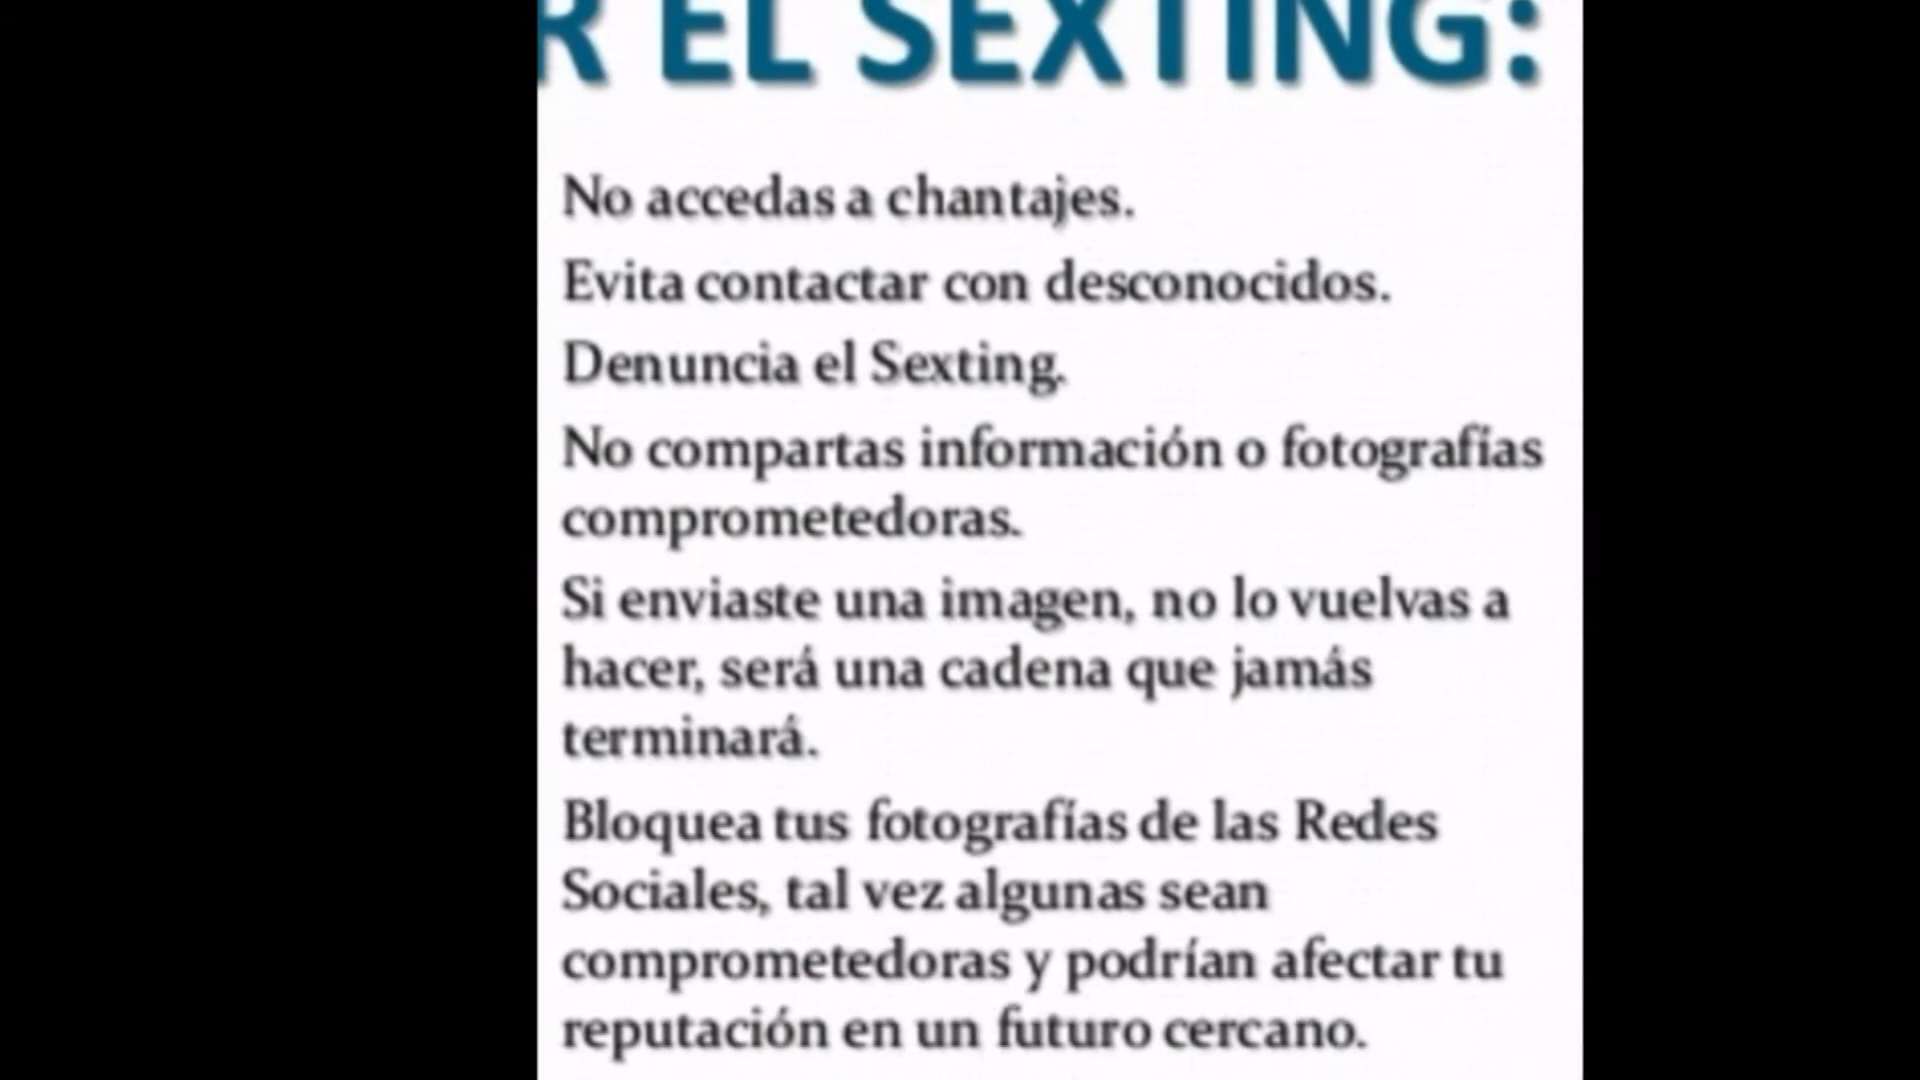 R EL SEXTING:
No accedas a chantajes.
Evita contactar con desconocidos.
Denuncia el Sexting.
No compartas información o fotografías
comprometedoras.
Si enviaste una imagen, no lo vuelvas a
hacer, será una cadena que jamás
terminará.
Bloquea tus fotografías de las Redes
Sociales, tal vez algunas sean
comprometedoras y podrían afectar tu
reputación en un futuro cercano.